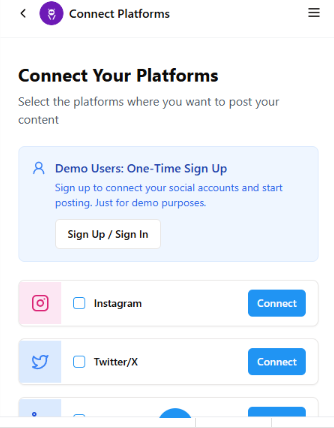 Connect Platforms
Connect Your Platforms
Select the platforms where you want to post your
content
Demo Users: One-Time Sign Up
Sign up to connect your social accounts and start
posting. Just for demo purposes.
Sign Up / Sign In
Instagram
Connect
Twitter/X
Connect